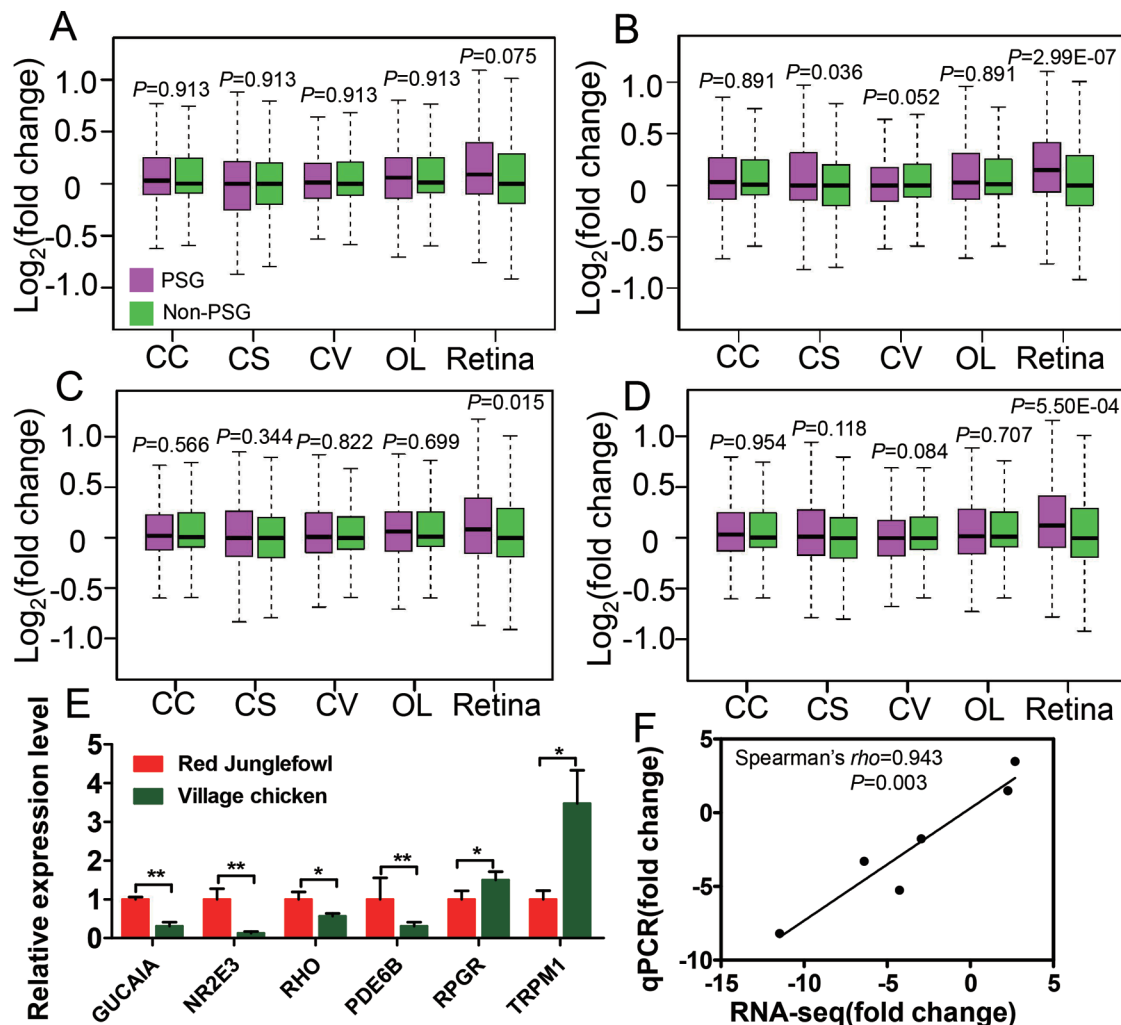 A
Log2(fold change)
1.0
0.5
0
-0.5
-1.0
P=0.913
P=0.913
P=0.913
P=0.913
P=0.075
PSG
Non-PSG
CC
CS
CV
OL
Retina
B
Log2(fold change)
1.0
0.5
0
-0.5
-1.0
P=0.891
P=0.036
P=0.052
P=0.891
P=2.99E-07
CC
CS
CV
OL
Retina
C
Log2(fold change)
1.0
0.5
0
-0.5
-1.0
P=0.566
P=0.344
P=0.822
P=0.699
P=0.015
CC
CS
CV
OL
Retina
D
Log2(fold change)
1.0
0.5
0
-0.5
-1.0
P=0.954
P=0.118
P=0.084
P=0.707
P=5.50E-04
CC
CS
CV
OL
Retina
E
Relative expression level
5
4
3
2
1
0
Red Junglefowl
Village chicken
**
**
*
**
*
*
GUCAIA
NR2E3
RHO
PDE6B
RPGR
TRPM1
F
qPCR(fold change)
5
0
-5
-10
Spearman's rho=0.943
P=0.003
-15
-10
-5
0
5
RNA-seq(fold change)